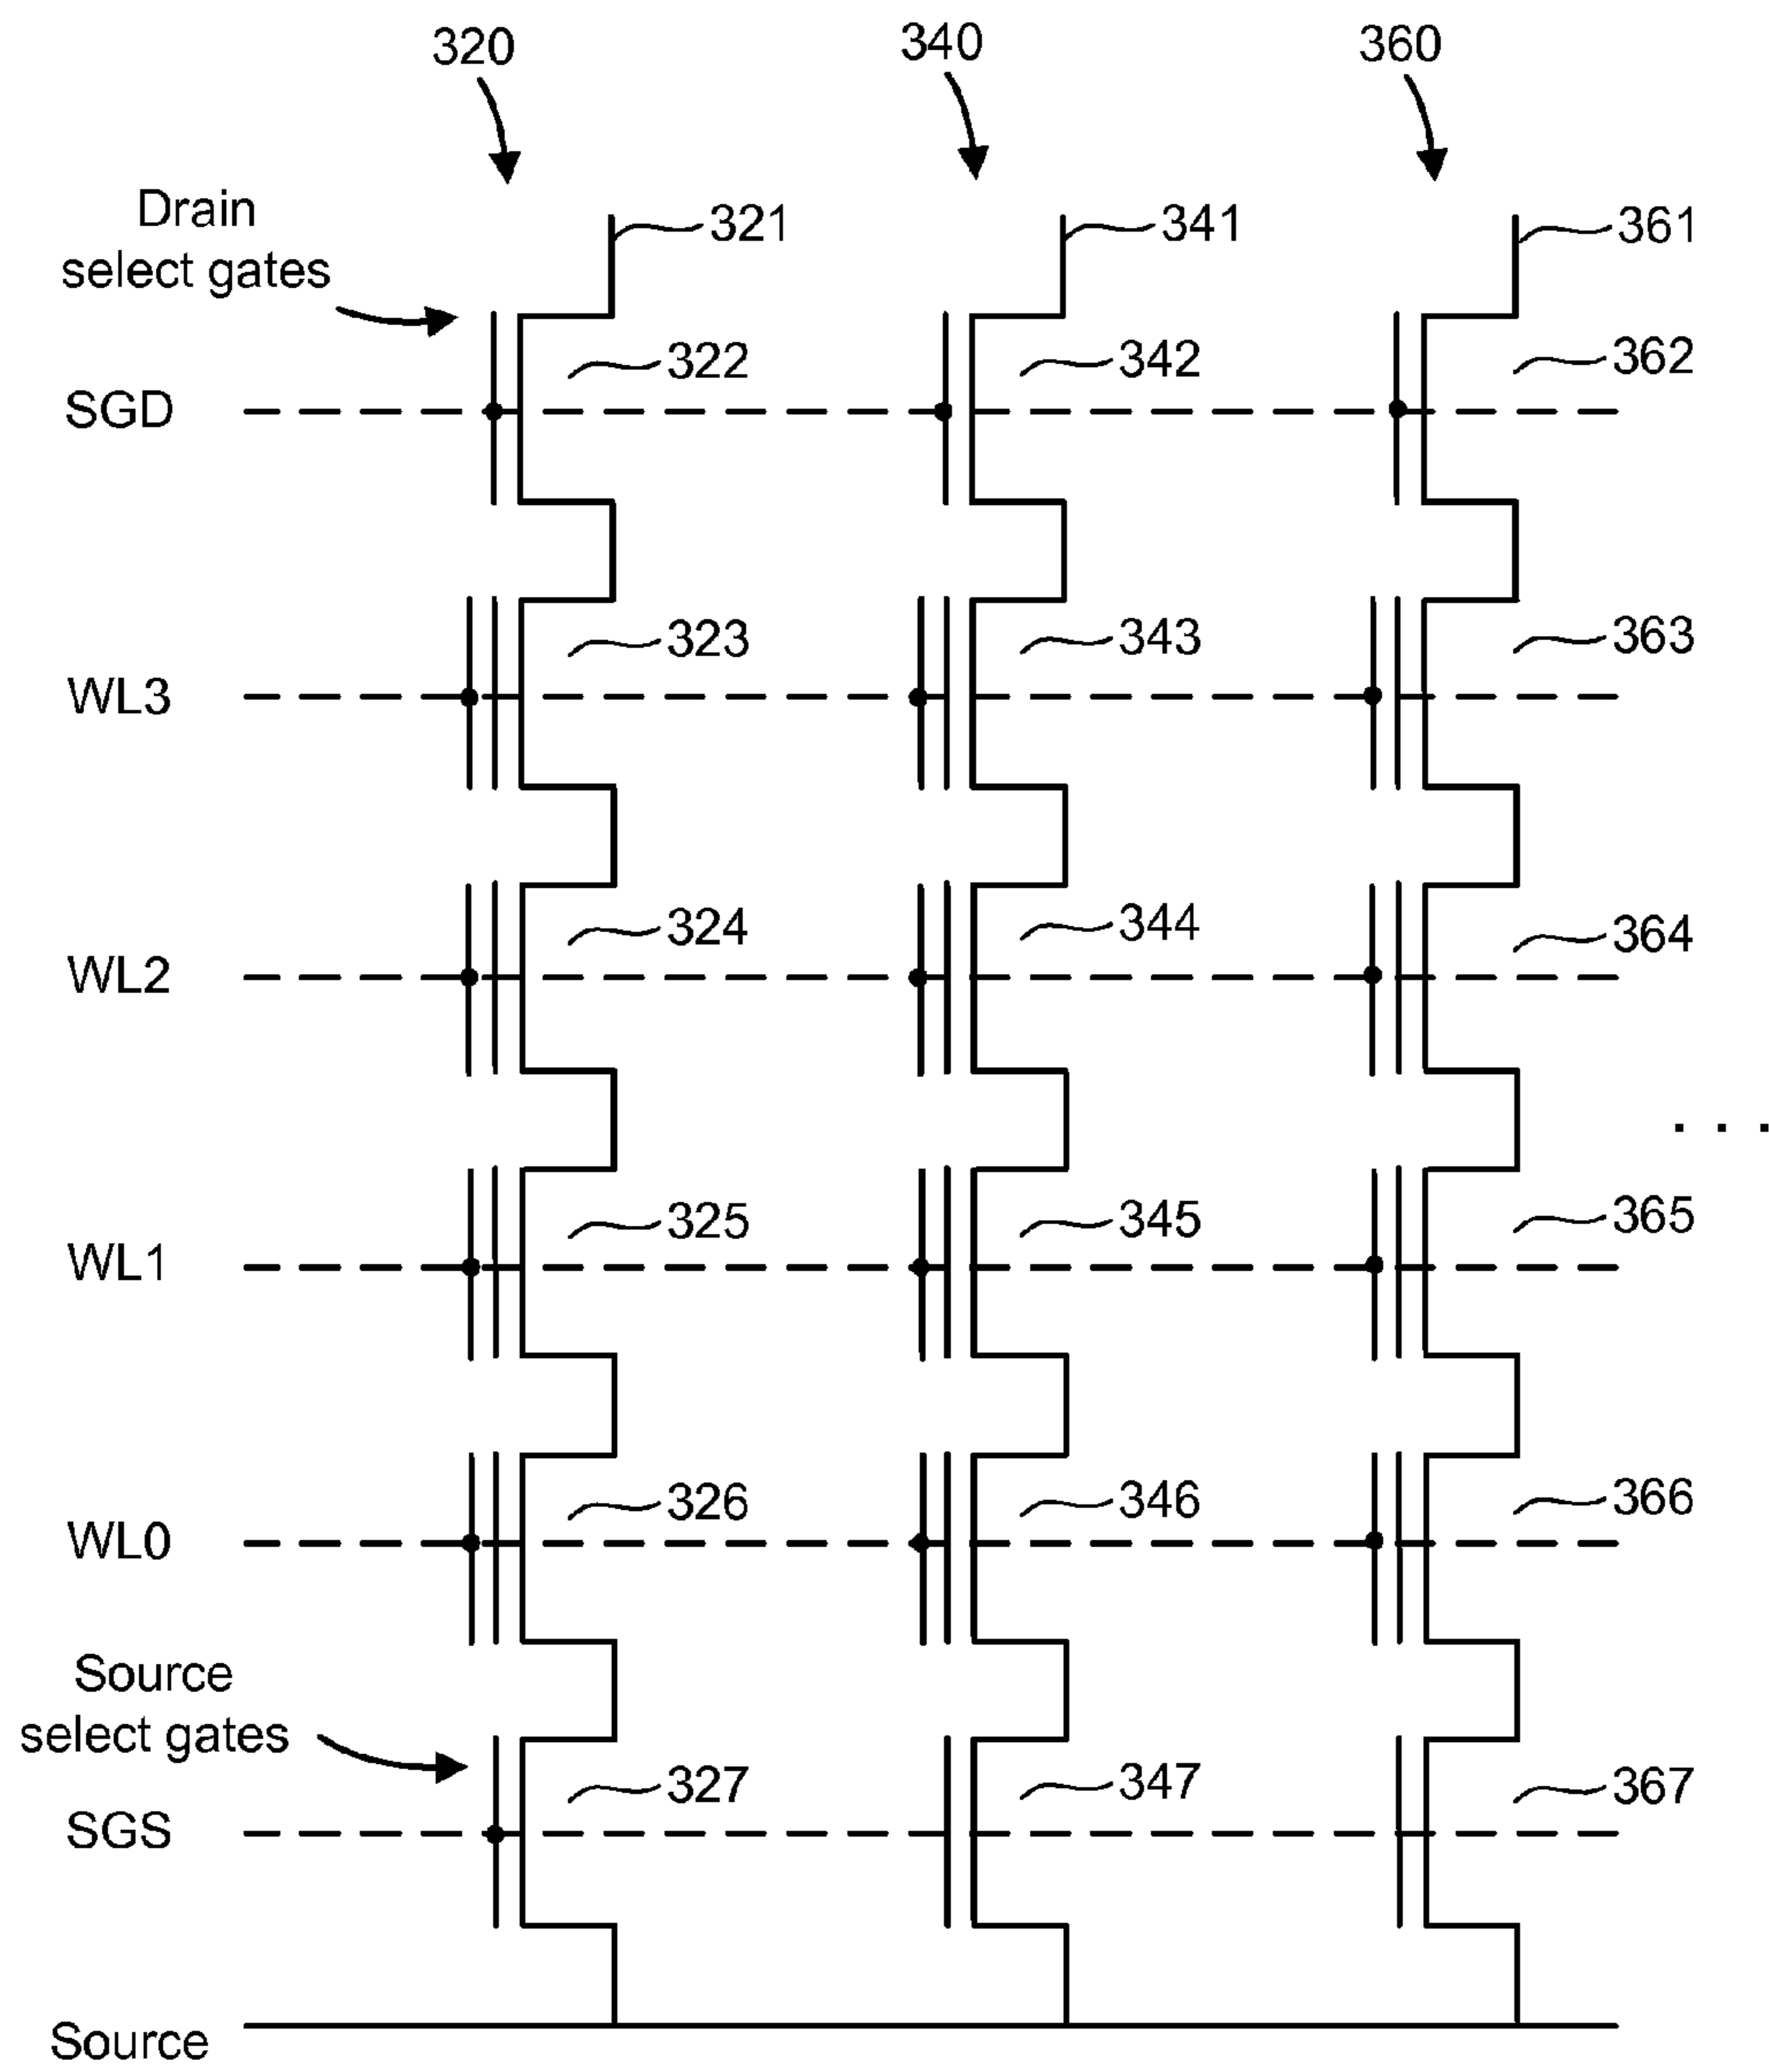 320 340 360
Drain
select gates
321 341 361
322 342 362
SGD
323 343 363
WL3
324 344 364
WL2
. . .
325 345 365
WL1
326 346 366
WL0
Source
select gates
327 347 367
SGS
Source